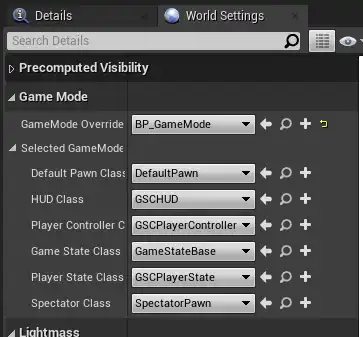 Details
World Settings
Search Details
Precomputed Visibility
Game Mode
GameMode Override
BP_GameMode
Selected GameMode
Default Pawn Class
DefaultPawn
HUD Class
GSCHUD
Player Controller C
GSCPlayerController
Game State Class
GameStateBase
Player State Class
GSCPlayerState
Spectator Class
SpectatorPawn
Lightmass